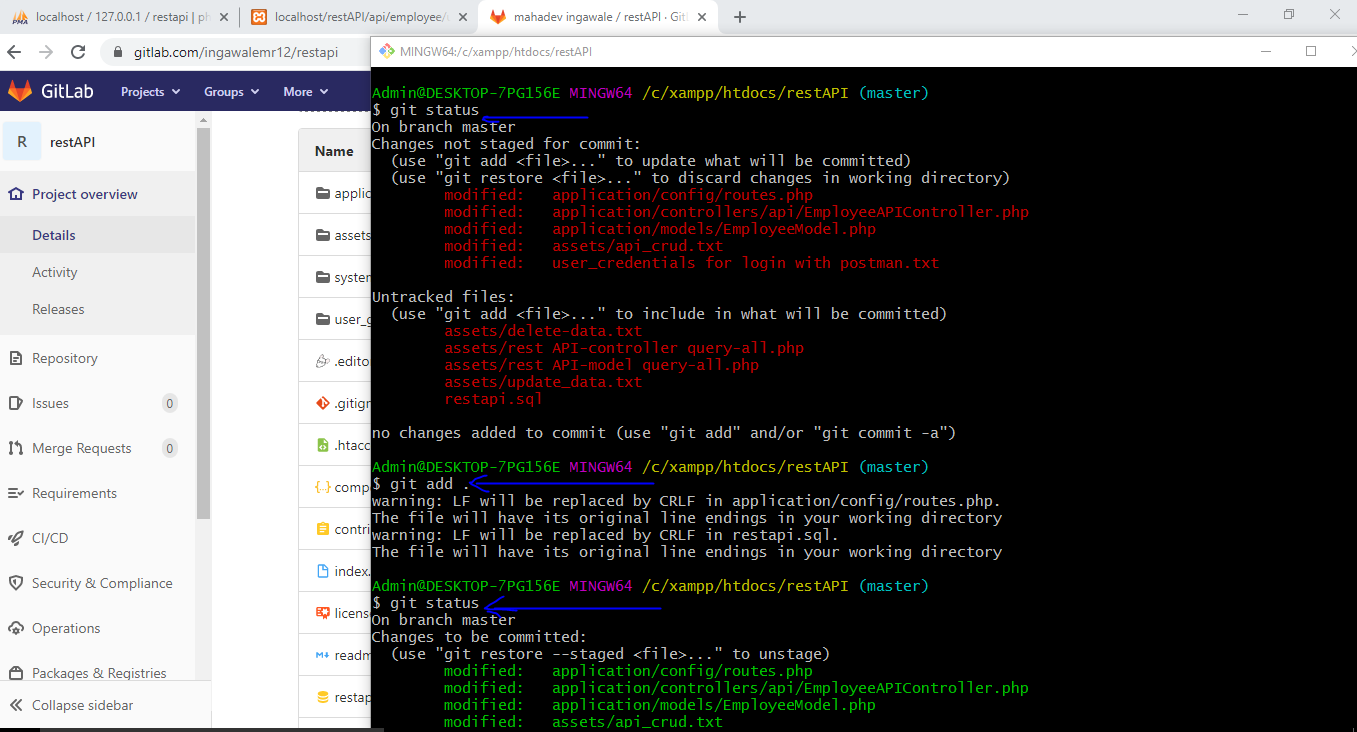 localhost / 127.0.0.1 / restapi | ph
localhost/restAPI/api/employee/
mahadev ingawale / restAPI · Git
gitlab.com/ingawalemr12/restapi
MINGW64:/c/xampp/htdocs/restAPI
GitLab
Projects
Groups
More
R
restAPI
Project overview
Details
Activity
Releases
Repository
Issues
0
Merge Requests
0
Requirements
CI/CD
Security & Compliance
Operations
Packages & Registries
Collapse sidebar
Name
applic
assets
system
user_g
.edito
.gitign
.htacc
comp
contri
index.
licens
readm
restap
Admin@DESKTOP-7PG156E MINGW64 /c/xampp/htdocs/restAPI (master)
$ git status
On branch master
Changes not staged for commit:
  (use "git add <file>..." to update what will be committed)
  (use "git restore <file>..." to discard changes in working directory)
        modified:   application/config/routes.php
        modified:   application/controllers/api/EmployeeAPIController.php
        modified:   application/models/EmployeeModel.php
        modified:   assets/api_crud.txt
        modified:   user_credentials for login with postman.txt
Untracked files:
  (use "git add <file>..." to include in what will be committed)
        assets/delete-data.txt
        assets/rest API-controller query-all.php
        assets/rest API-model query-all.php
        assets/update_data.txt
        restapi.sql
no changes added to commit (use "git add" and/or "git commit -a")
Admin@DESKTOP-7PG156E MINGW64 /c/xampp/htdocs/restAPI (master)
$ git add .
warning: LF will be replaced by CRLF in application/config/routes.php.
The file will have its original line endings in your working directory
warning: LF will be replaced by CRLF in restapi.sql.
The file will have its original line endings in your working directory
Admin@DESKTOP-7PG156E MINGW64 /c/xampp/htdocs/restAPI (master)
$ git status
On branch master
Changes to be committed:
  (use "git restore --staged <file>..." to unstage)
        modified:   application/config/routes.php
        modified:   application/controllers/api/EmployeeAPIController.php
        modified:   application/models/EmployeeModel.php
        modified:   assets/api_crud.txt